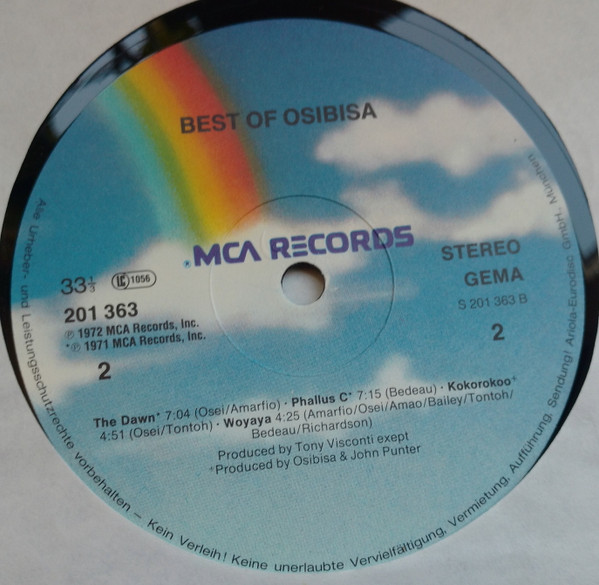 BEST OF OSIBISA
*MCA RECORDS
33⅓
LC 1056
201 363
℗ 1972 MCA Records, Inc.
*℗ 1971 MCA Records, Inc.
2
STEREO
GEMA
S 201 363 B
2
The Dawn* 7:04 (Osei/Amarfio) · Phallus C* 7:15 (Bedeau) · Kokorokoo*
4:51 (Osei/Tontoh) · Woyaya 4:25 (Amarfio/Osei/Amao/Bailey/Tontoh/
Bedeau/Richardson)
Produced by Tony Visconti exept
*Produced by Osibisa & John Punter
Alle Urheber- und Leistungsschutzrechte vorbehalten – Kein Verleih! Keine unerlaubte Vervielfältigung, Vermietung, Aufführung, Sendung! Ariola-Eurodisc GmbH, München